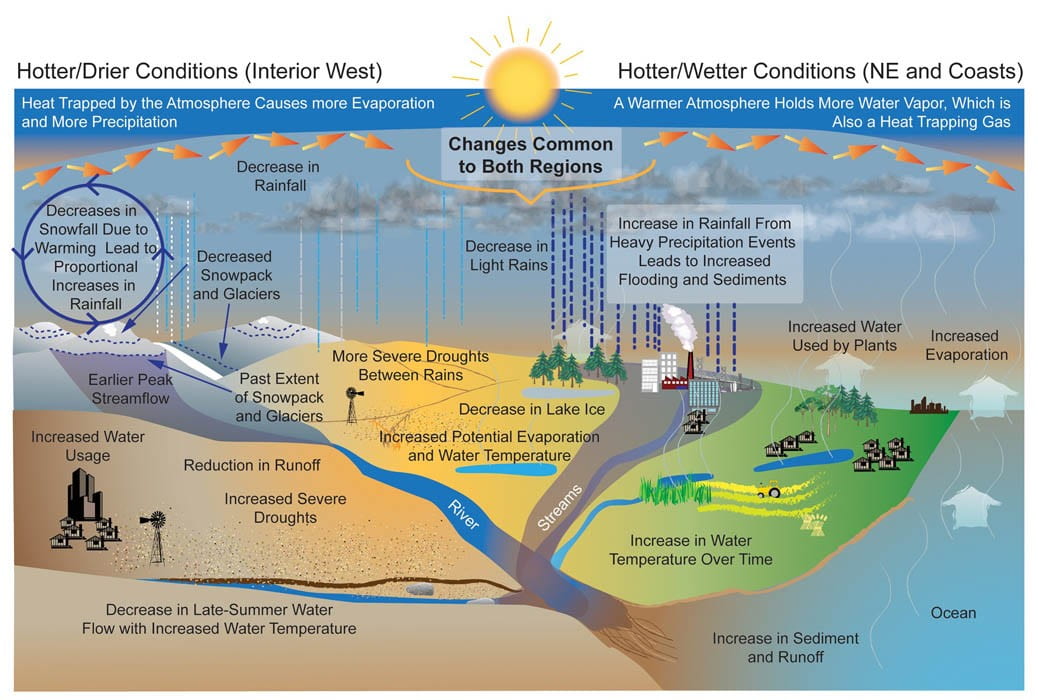 Hotter/Drier Conditions (Interior West)
Hotter/Wetter Conditions (NE and Coasts)
Heat Trapped by the Atmosphere Causes more Evaporation
and More Precipitation
A Warmer Atmosphere Holds More Water Vapor, Which is
Also a Heat Trapping Gas
Changes Common
to Both Regions
Decrease in
Rainfall
Decreases in
Snowfall Due to
Warming Lead to
Proportional
Increases in
Rainfall
Decreased
Snowpack
and Glaciers
Decrease in
Light Rains
Increase in Rainfall From
Heavy Precipitation Events
Leads to Increased
Flooding and Sediments
Increased Water
Used by Plants
Increased
Evaporation
More Severe Droughts
Between Rains
Earlier Peak
Streamflow
Past Extent
of Snowpack
and Glaciers
Decrease in Lake Ice
Increased Potential Evaporation
and Water Temperature
Increased Water
Usage
Reduction in Runoff
Increased Severe
Droughts
River
Streams
Increase in Water
Temperature Over Time
Decrease in Late-Summer Water
Flow with Increased Water Temperature
Ocean
Increase in Sediment
and Runoff